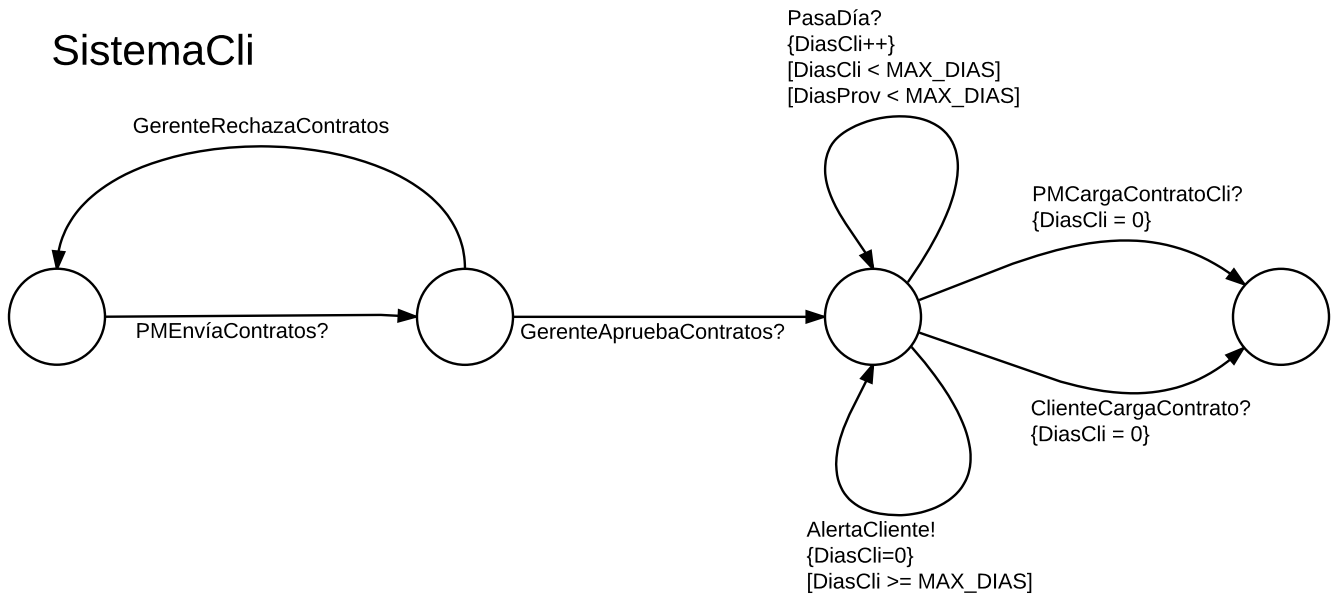 SistemaCli
PasaDía?
{DiasCli++}
[DiasCli < MAX_DIAS]
[DiasProv < MAX_DIAS]
GerenteRechazaContratos
PMCargaContratoCli?
{DiasCli = 0}
PMEnvíaContratos?
GerenteApruebaContratos?
ClienteCargaContrato?
{DiasCli = 0}
AlertaCliente!
{DiasCli=0}
[DiasCli >= MAX_DIAS]